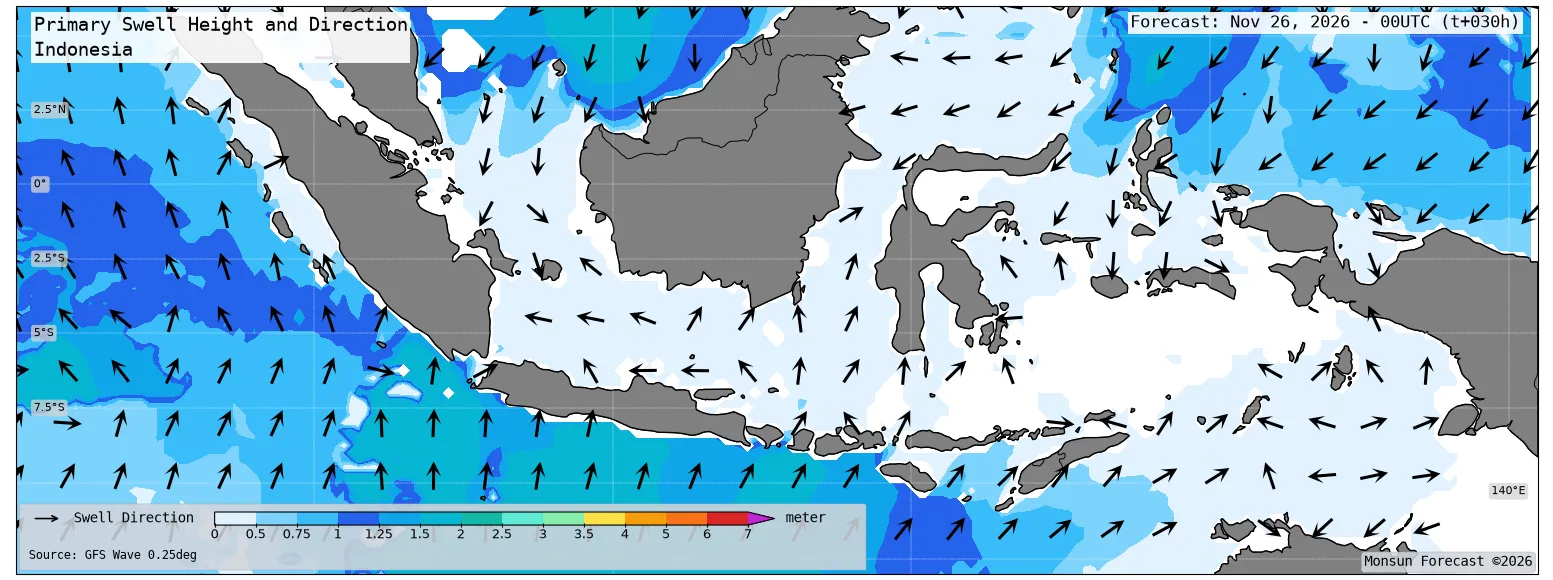 Primary Swell Height and Direction
Indonesia
Forecast: Nov 26, 2026 - 00UTC (t+030h)
2.5°N
0°
2.5°S
5°S
7.5°S
140°E
Swell Direction
0 0.5 0.75 1 1.25 1.5 2 2.5 3 3.5 4 5 6 7
meter
Source: GFS Wave 0.25deg
Monsun Forecast ©2026